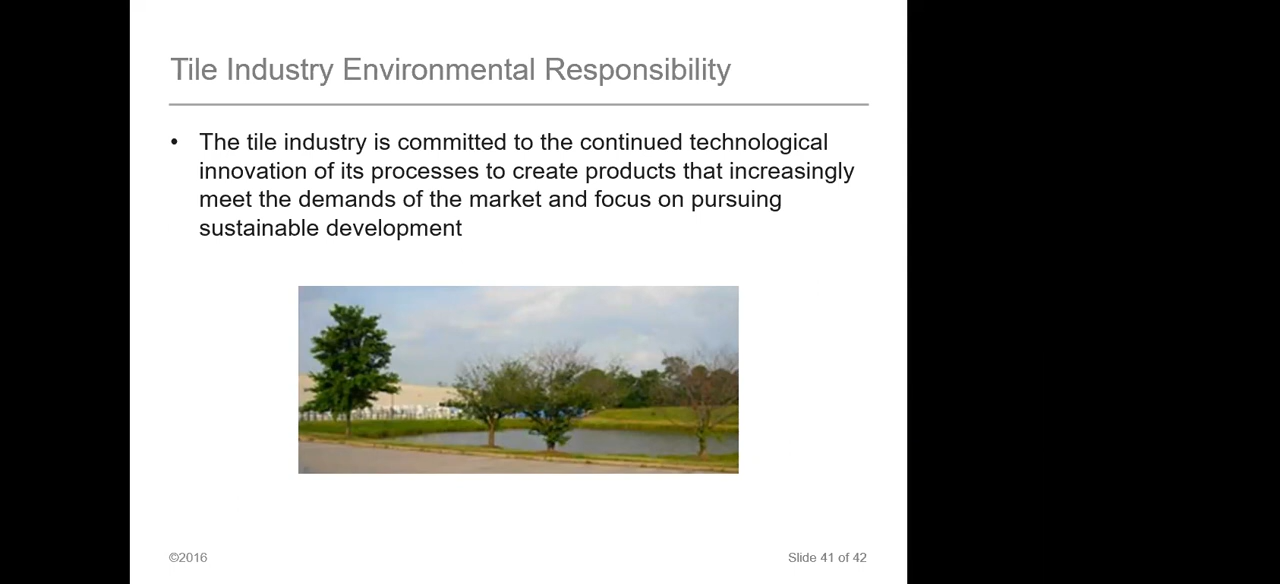 Tile Industry Environmental Responsibility
• The tile industry is committed to the continued technological
innovation of its processes to create products that increasingly
meet the demands of the market and focus on pursuing
sustainable development
©2016
Slide 41 of 42